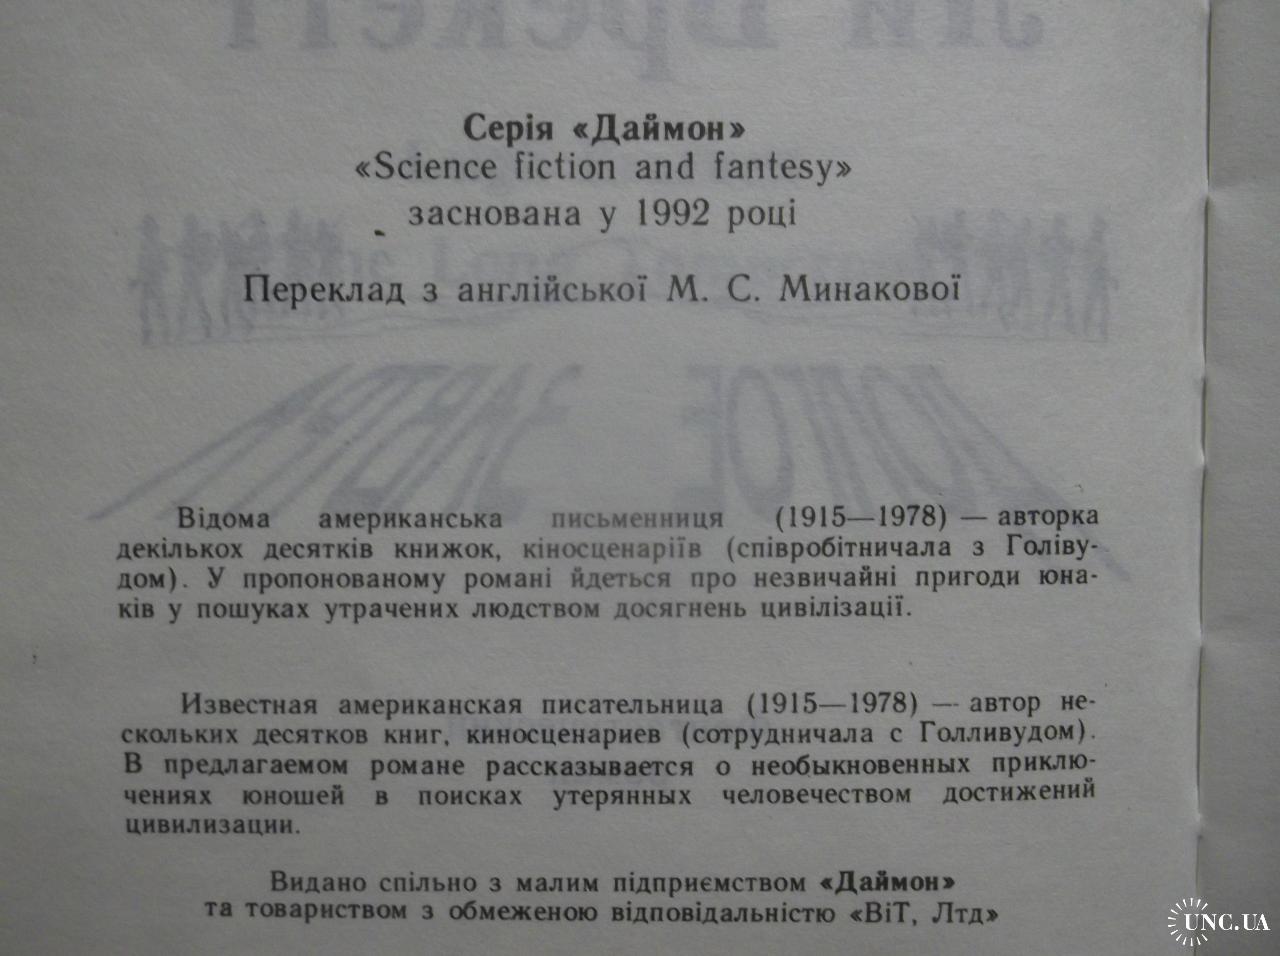 Серія «Даймон»
«Science fiction and fantesy»
заснована у 1992 році
Переклад з англійської М. С. Минакової
Відома американська письменниця (1915—1978) — авторка
декількох десятків книжок, кіносценаріїв (співробітничала з Голіву-
дом). У пропонованому романі йдеться про незвичайні пригоди юна-
ків у пошуках утрачених людством досягнень цивілізації.
Известная американская писательница (1915—1978) — автор не-
скольких десятков книг, киносценариев (сотрудничала с Голливудом).
В предлагаемом романе рассказывается о необыкновенных приклю-
чениях юношей в поисках утерянных человечеством достижений
цивилизации.
Видано спільно з малим підприємством «Даймон»
та товариством з обмеженою відповідальністю «ВіТ, Лтд»
UNC.UA